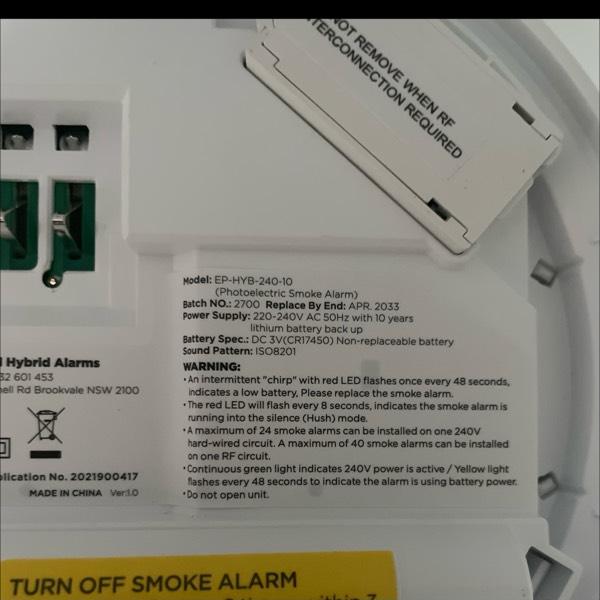 NOT REMOVE WHEN RF
INTERCONNECTION REQUIRED
Model: EP-HYB-240-10
(Photoelectric Smoke Alarm)
Batch NO.: 2700 Replace By End: APR. 2033
Power Supply: 220-240V AC 50Hz with 10 years
lithium battery back up
Battery Spec.: DC 3V(CR17450) Non-replaceable battery
Sound Pattern: ISO8201
WARNING:
•An intermittent "chirp" with red LED flashes once every 48 seconds,
indicates a low battery, Please replace the smoke alarm.
•The red LED will flash every 8 seconds, indicates the smoke alarm is
running into the silence (Hush) mode.
•A maximum of 24 smoke alarms can be installed on one 240V
hard-wired circuit. A maximum of 40 smoke alarms can be installed
on one RF circuit.
•Continuous green light indicates 240V power is active / Yellow light
flashes every 48 seconds to indicate the alarm is using battery power.
•Do not open unit.
Hybrid Alarms
32 601 453
Rd Brookvale NSW 2100
No. 2021900417
MADE IN CHINA Ver:1.0
TURN OFF SMOKE ALARM